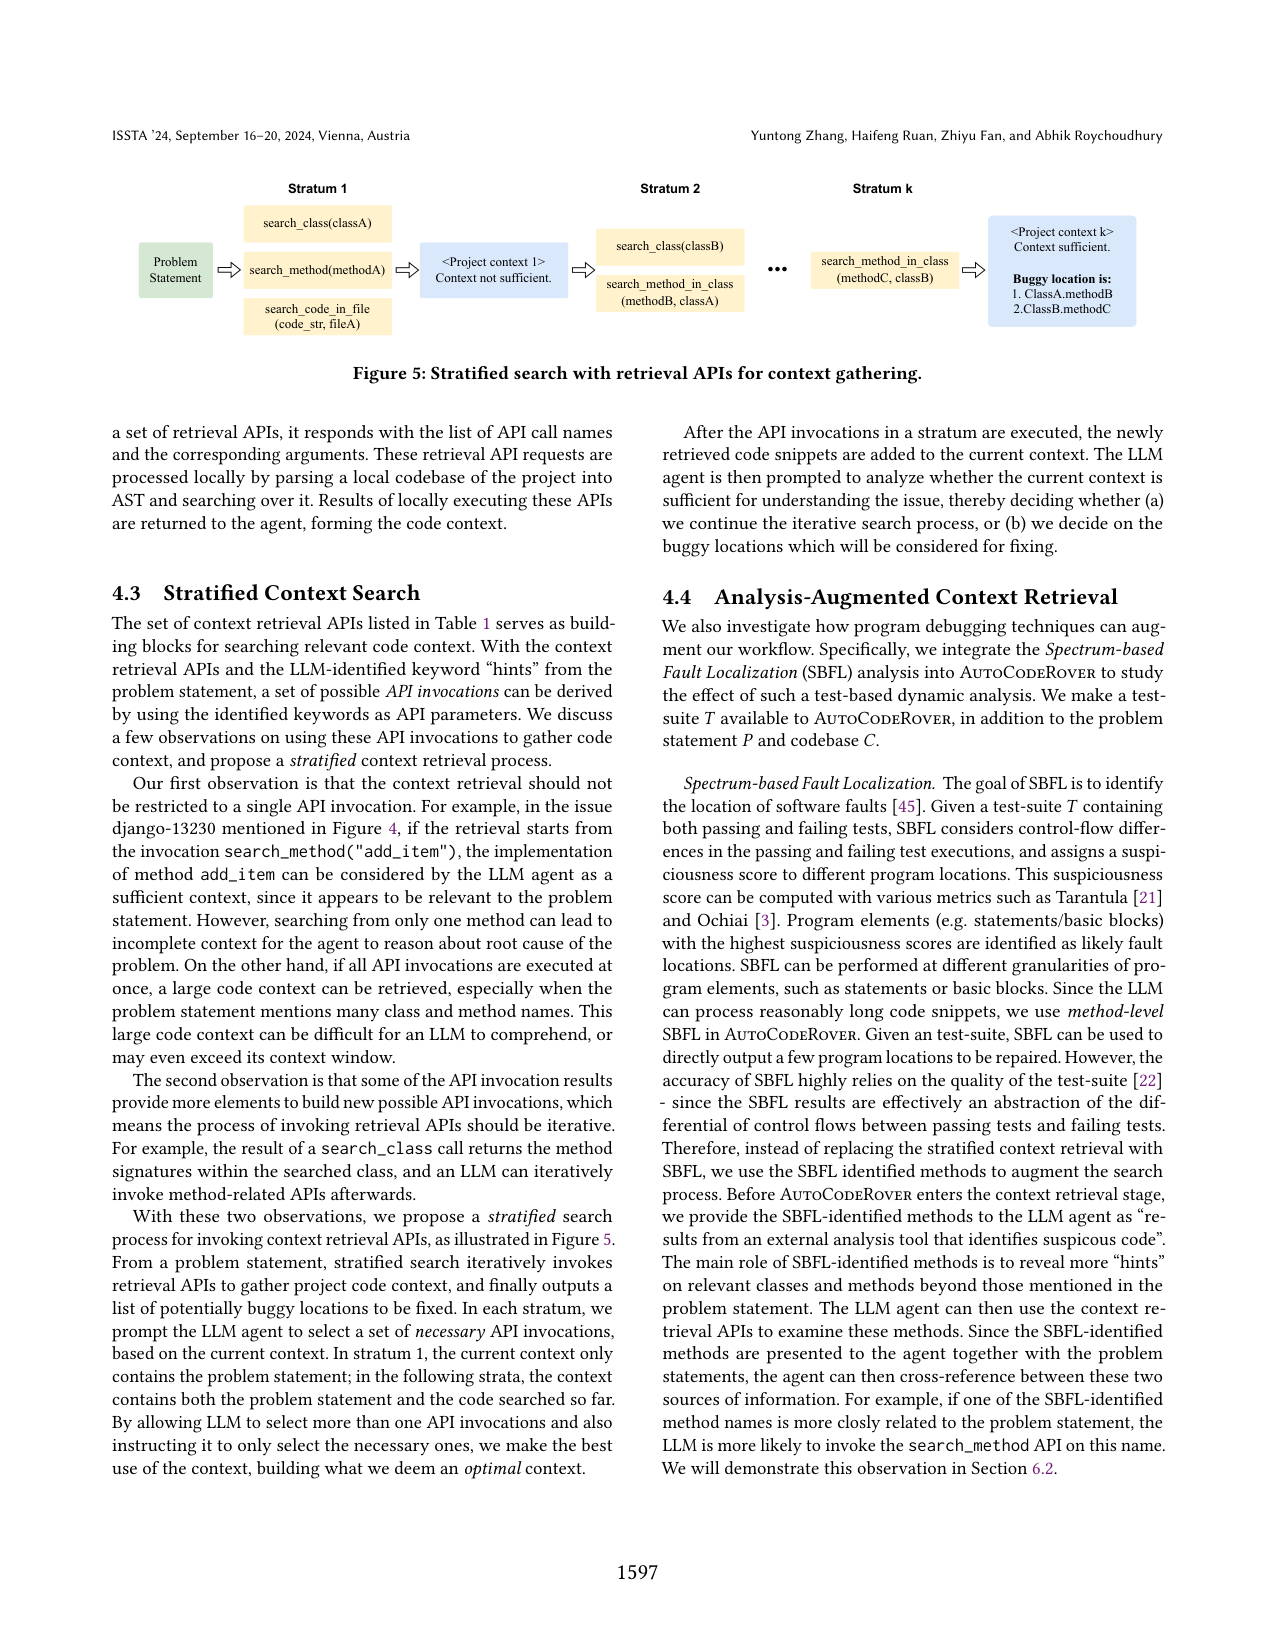 ISSTA ’24, September 16–20, 2024, Vienna, Austria
Yuntong Zhang, Haifeng Ruan, Zhiyu Fan, and Abhik Roychoudhury
Stratum 1
Stratum 2
Stratum k
Problem
Statement
search_class(classA)
search_method(methodA)
search_code_in_file
(code_str, fileA)
<Project context 1>
Context not sufficient.
search_class(classB)
search_method_in_class
(methodB, classA)
•••
search_method_in_class
(methodC, classB)
<Project context k>
Context sufficient.
Buggy location is:
1. ClassA.methodB
2.ClassB.methodC
Figure 5: Stratified search with retrieval APIs for context gathering.
a set of retrieval APIs, it responds with the list of API call names
and the corresponding arguments. These retrieval API requests are
processed locally by parsing a local codebase of the project into
AST and searching over it. Results of locally executing these APIs
are returned to the agent, forming the code context.
4.3 Stratified Context Search
The set of context retrieval APIs listed in Table 1 serves as build-
ing blocks for searching relevant code context. With the context
retrieval APIs and the LLM-identified keyword “hints” from the
problem statement, a set of possible API invocations can be derived
by using the identified keywords as API parameters. We discuss
a few observations on using these API invocations to gather code
context, and propose a stratified context retrieval process.
Our first observation is that the context retrieval should not
be restricted to a single API invocation. For example, in the issue
django-13230 mentioned in Figure 4, if the retrieval starts from
the invocation search_method("add_item"), the implementation
of method add_item can be considered by the LLM agent as a
sufficient context, since it appears to be relevant to the problem
statement. However, searching from only one method can lead to
incomplete context for the agent to reason about root cause of the
problem. On the other hand, if all API invocations are executed at
once, a large code context can be retrieved, especially when the
problem statement mentions many class and method names. This
large code context can be difficult for an LLM to comprehend, or
may even exceed its context window.
The second observation is that some of the API invocation results
provide more elements to build new possible API invocations, which
means the process of invoking retrieval APIs should be iterative.
For example, the result of a search_class call returns the method
signatures within the searched class, and an LLM can iteratively
invoke method-related APIs afterwards.
With these two observations, we propose a stratified search
process for invoking context retrieval APIs, as illustrated in Figure 5.
From a problem statement, stratified search iteratively invokes
retrieval APIs to gather project code context, and finally outputs a
list of potentially buggy locations to be fixed. In each stratum, we
prompt the LLM agent to select a set of necessary API invocations,
based on the current context. In stratum 1, the current context only
contains the problem statement; in the following strata, the context
contains both the problem statement and the code searched so far.
By allowing LLM to select more than one API invocations and also
instructing it to only select the necessary ones, we make the best
use of the context, building what we deem an optimal context.
After the API invocations in a stratum are executed, the newly
retrieved code snippets are added to the current context. The LLM
agent is then prompted to analyze whether the current context is
sufficient for understanding the issue, thereby deciding whether (a)
we continue the iterative search process, or (b) we decide on the
buggy locations which will be considered for fixing.
4.4 Analysis-Augmented Context Retrieval
We also investigate how program debugging techniques can aug-
ment our workflow. Specifically, we integrate the Spectrum-based
Fault Localization (SBFL) analysis into AutoCodeRover to study
the effect of such a test-based dynamic analysis. We make a test-
suite T available to AutoCodeRover, in addition to the problem
statement P and codebase C.
Spectrum-based Fault Localization. The goal of SBFL is to identify
the location of software faults [45]. Given a test-suite T containing
both passing and failing tests, SBFL considers control-flow differ-
ences in the passing and failing test executions, and assigns a suspi-
ciousness score to different program locations. This suspiciousness
score can be computed with various metrics such as Tarantula [21]
and Ochiai [3]. Program elements (e.g. statements/basic blocks)
with the highest suspiciousness scores are identified as likely fault
locations. SBFL can be performed at different granularities of pro-
gram elements, such as statements or basic blocks. Since the LLM
can process reasonably long code snippets, we use method-level
SBFL in AutoCodeRover. Given an test-suite, SBFL can be used to
directly output a few program locations to be repaired. However, the
accuracy of SBFL highly relies on the quality of the test-suite [22]
- since the SBFL results are effectively an abstraction of the dif-
ferential of control flows between passing tests and failing tests.
Therefore, instead of replacing the stratified context retrieval with
SBFL, we use the SBFL identified methods to augment the search
process. Before AutoCodeRover enters the context retrieval stage,
we provide the SBFL-identified methods to the LLM agent as “re-
sults from an external analysis tool that identifies suspicous code”.
The main role of SBFL-identified methods is to reveal more “hints”
on relevant classes and methods beyond those mentioned in the
problem statement. The LLM agent can then use the context re-
trieval APIs to examine these methods. Since the SBFL-identified
methods are presented to the agent together with the problem
statements, the agent can then cross-reference between these two
sources of information. For example, if one of the SBFL-identified
method names is more closly related to the problem statement, the
LLM is more likely to invoke the search_method API on this name.
We will demonstrate this observation in Section 6.2.
1597